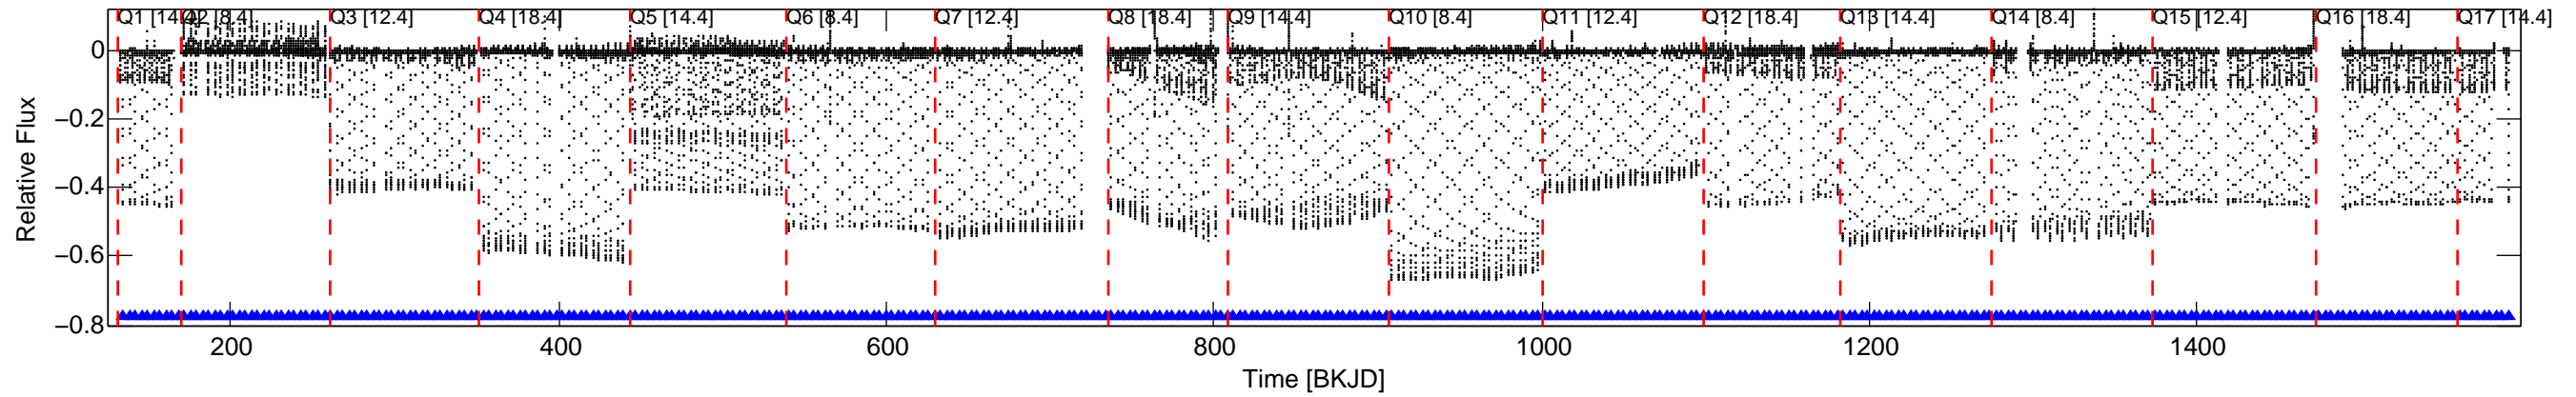 Q1 [14.4] Q2 [8.4] Q3 [12.4] Q4 [18.4] Q5 [14.4] Q6 [8.4] Q7 [12.4] Q8 [18.4] Q9 [14.4] Q10 [8.4] Q11 [12.4] Q12 [18.4] Q13 [14.4] Q14 [8.4] Q15 [12.4] Q16 [18.4] Q17 [14.4]
0
−0.2
−0.4
−0.6
−0.8
Relative Flux
200 400 600 800 1000 1200 1400
Time [BKJD]